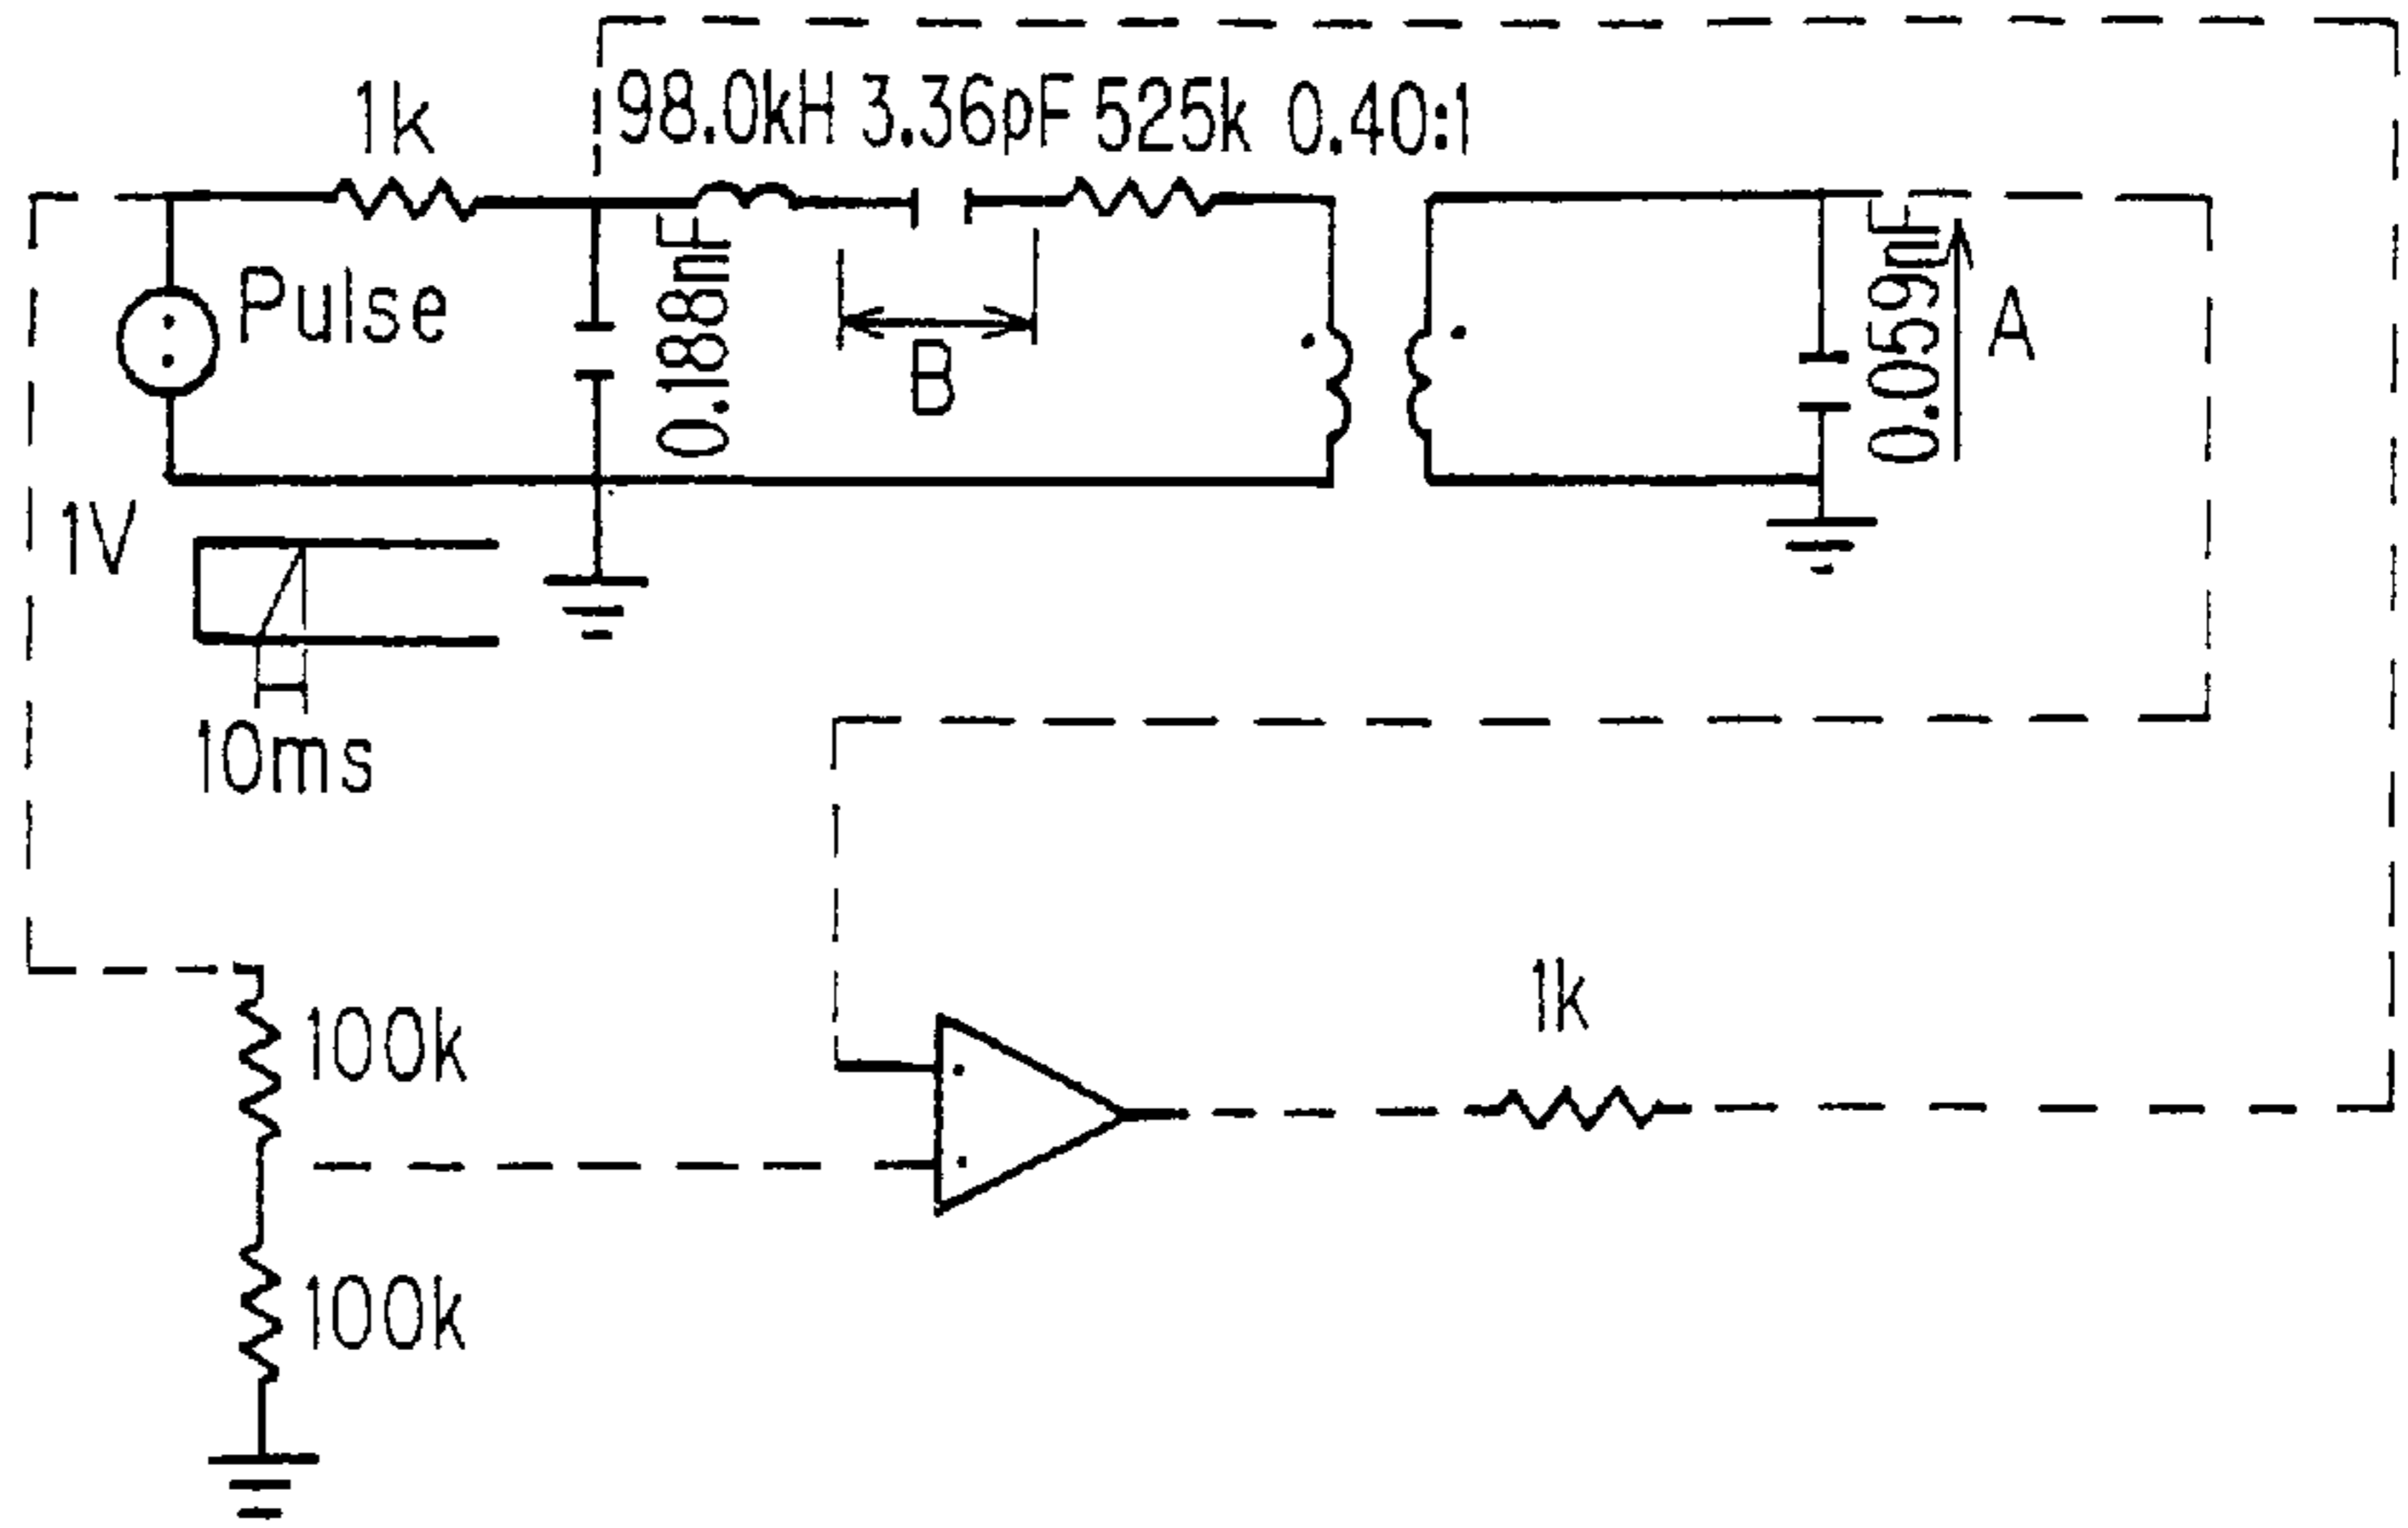 98.0kH 3.36pF 525k 0.40:1
1k
Pulse
0.188nF
B
0.059nF
A
1V
10ms
100k
1k
100k